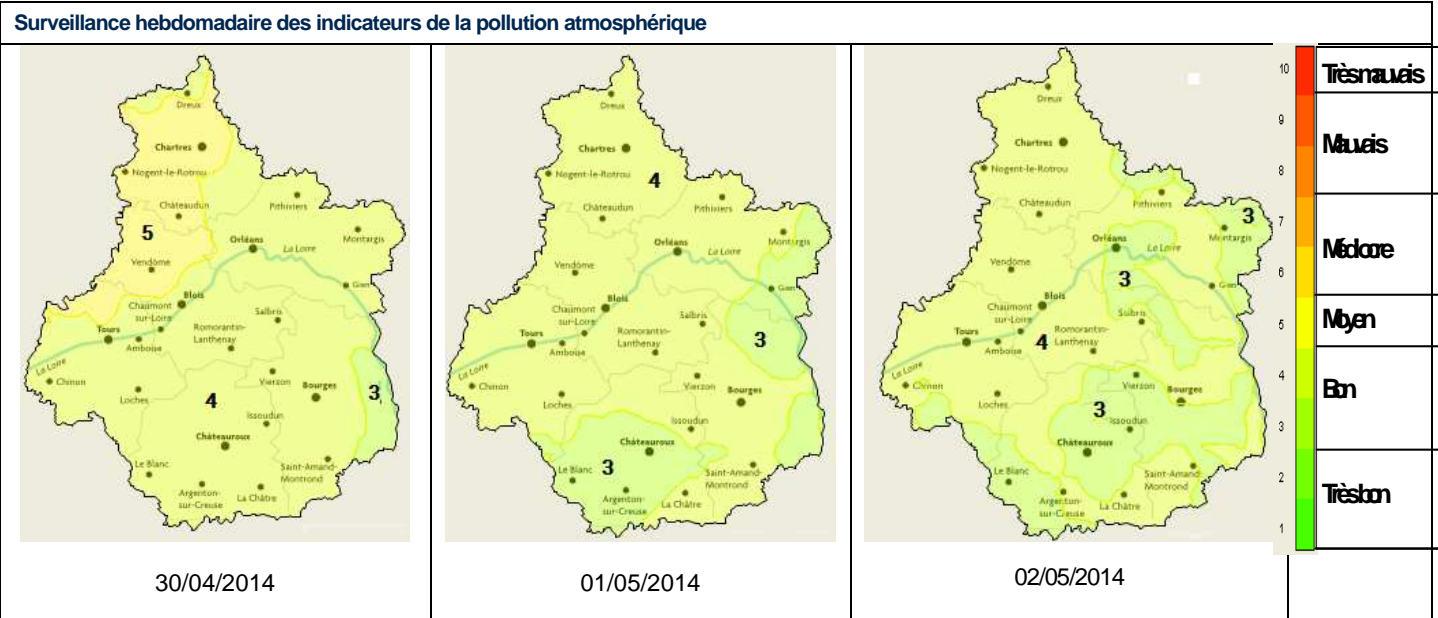 Surveillance hebdomadaire des indicateurs de la pollution atmosphérique
Dreux
Chartres
Nogent-le-Rotrou
Châteaudun
Pithiviers
5
Orléans
La Loire
Montargis
Vendôme
Gien
Blois
Chaumont
sur-Loire
Salbris
Tours
Amboise
Romorantin-
Lanthenay
La Loire
Chinon
Loches
Vierzon
Bourges
3
4
Issoudun
Châteauroux
Le Blanc
Saint-Amand
Montrond
Argenton-
sur-Creuse
La Châtre
30/04/2014
Dreux
Chartres
Nogent-le-Rotrou
4
Châteaudun
Pithiviers
Orléans
La Loire
Montargis
Vendôme
Gien
Blois
Chaumont
sur-Loire
Salbris
Tours
Amboise
Romorantin-
Lanthenay
3
La Loire
Chinon
Loches
Vierzon
Bourges
Issoudun
Châteauroux
Le Blanc
3
Saint-Amand-
Montrond
Argenton-
sur-Creuse
La Châtre
01/05/2014
Dreux
Chartres
Nogent-le-Rotrou
Châteaudun
Pithiviers
3
Orléans
La Loire
Montargis
Vendôme
3
Gien
Blois
Chaumont
sur-Loire
Salbris
Tours
Amboise
4
Romorantin-
Lanthenay
La Loire
Chinon
Loches
Vierzon
Bourges
3
Issoudun
Châteauroux
Le Blanc
Saint-Amand
Montrond
Argenton-
sur-Creuse
La Châtre
02/05/2014
10
Très mauvais
9
Mauvais
8
7
Médiocre
6
5
Moyen
4
Bon
3
2
Très bon
1